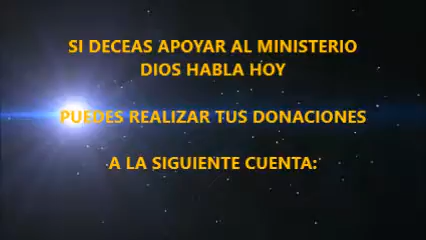 SI DECEAS APOYAR AL MINISTERIO
DIOS HABLA HOY
PUEDES REALIZAR TUS DONACIONES
A LA SIGUIENTE CUENTA: